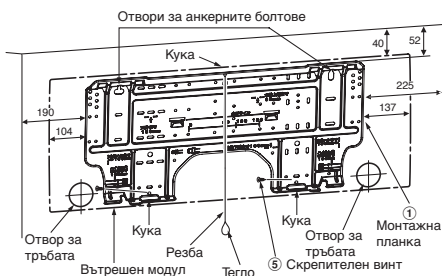 Отвори за анкерните болтове
Кука
40
52
190
104
225
137
Отвор за
тръбата
Кука
Вътрешен модул
Резба
Тегло
Кука
⑤ Скрепителен винт
Отвор за
тръбата
①
Монтажна
планка